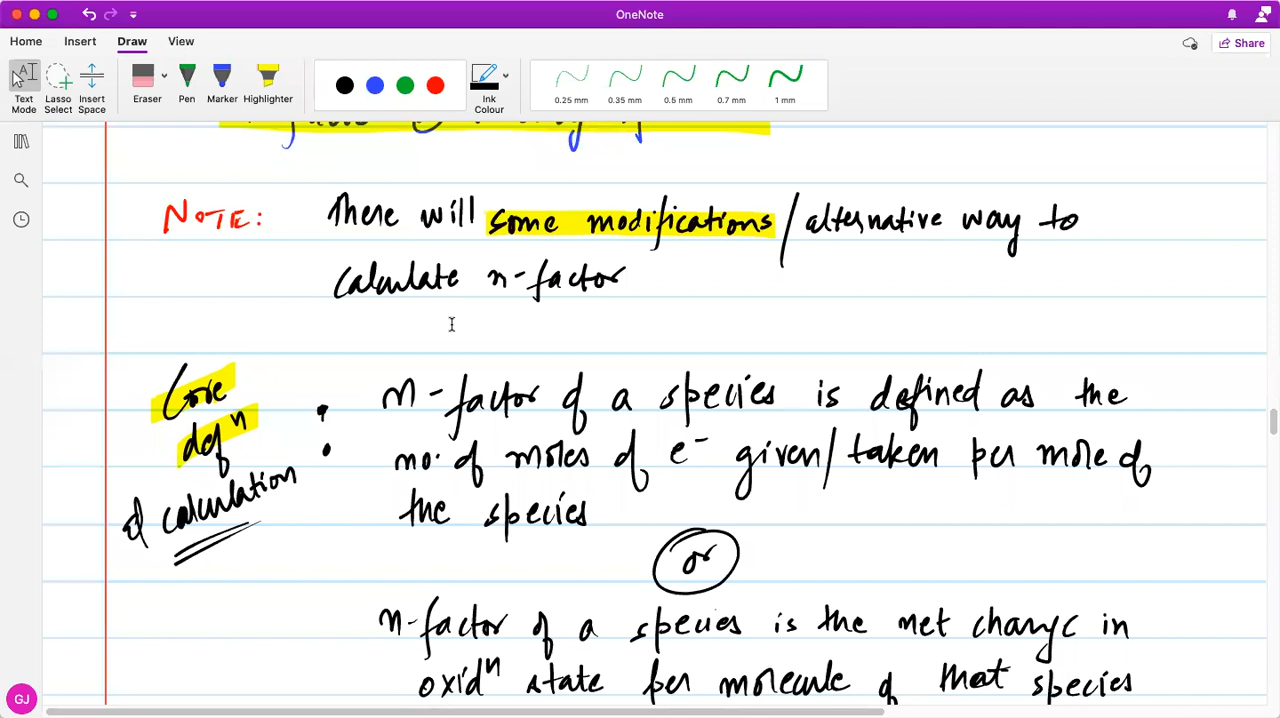 OneNote
Home Insert Draw View
Share
Text Mode
Lasso Select
Insert Space
Eraser
Pen
Marker
Highlighter
Ink Colour
0.25 mm 0.35 mm 0.5 mm 0.7 mm 1 mm
NOTE: There will some modifications/alternative way to
calculate n-factor
Core defⁿ of calculation :
n-factor of a species is defined as the
no. of moles of e⁻ given/taken per mole of
the species
or
n-factor of a species is the net change in
oxidⁿ state per molecule of that species
GJ